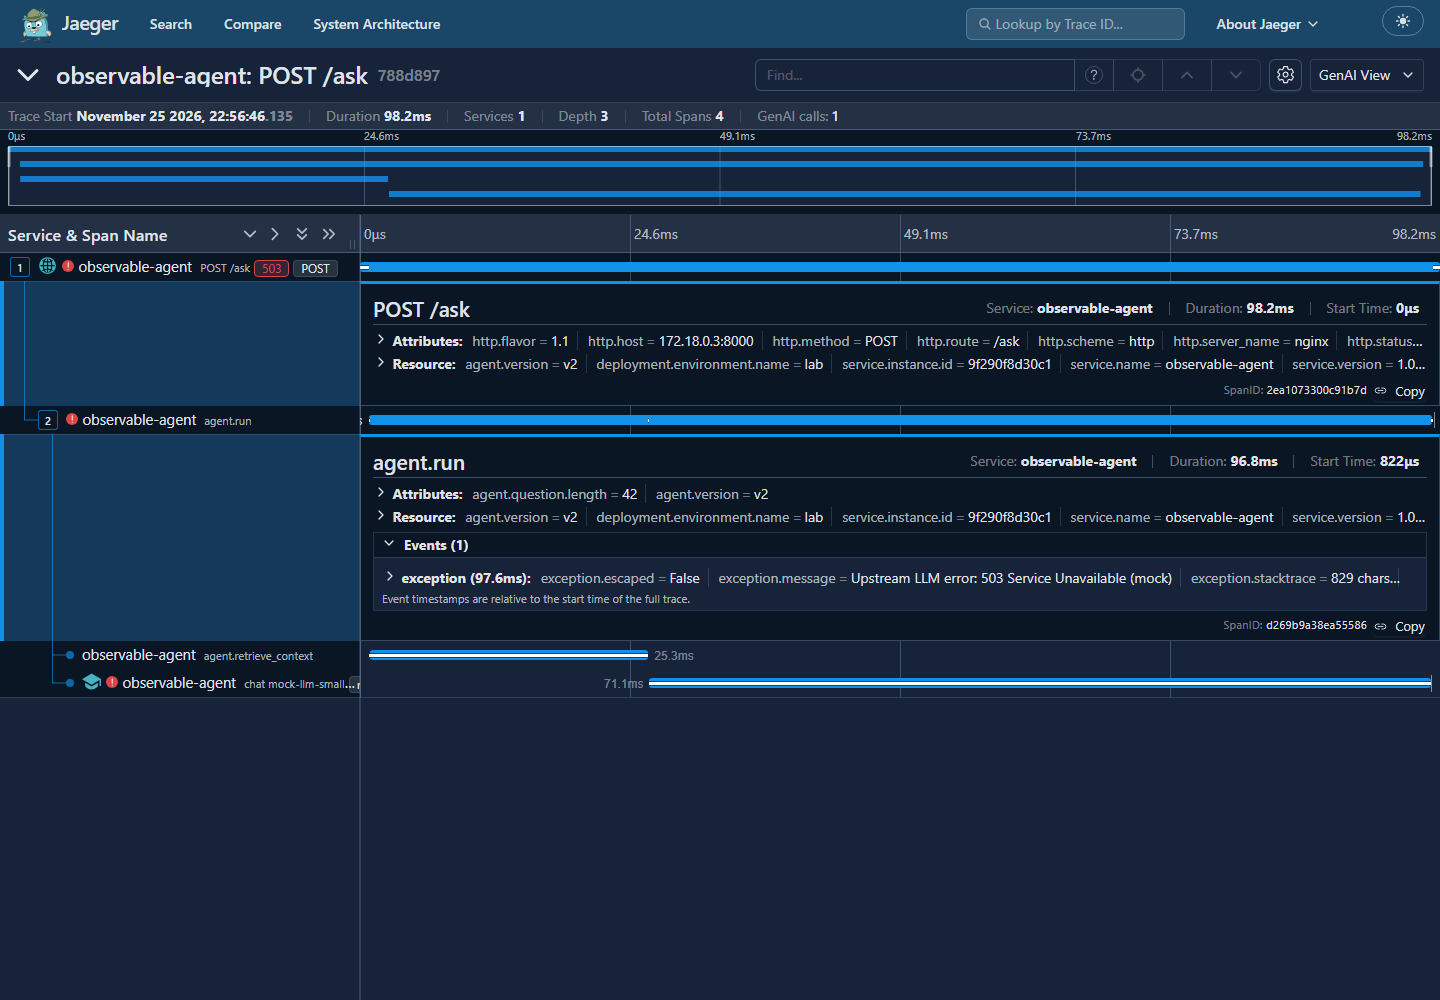 Jaeger Search Compare System Architecture Lookup by Trace ID... About Jaeger
observable-agent: POST /ask 788d897 Find... ? GenAI View
Trace Start November 25 2026, 22:56:46.135 Duration 98.2ms Services 1 Depth 3 Total Spans 4 GenAI calls: 1
0μs 24.6ms 49.1ms 73.7ms 98.2ms
Service & Span Name 0μs 24.6ms 49.1ms 73.7ms 98.2ms
1 observable-agent POST /ask 503 POST
POST /ask Service: observable-agent Duration: 98.2ms Start Time: 0μs
Attributes: http.flavor = 1.1 http.host = 172.18.0.3:8000 http.method = POST http.route = /ask http.scheme = http http.server_name = nginx http.status...
Resource: agent.version = v2 deployment.environment.name = lab service.instance.id = 9f290f8d30c1 service.name = observable-agent service.version = 1.0...
SpanID: 2ea1073300c91b7d Copy
2 observable-agent agent.run
agent.run Service: observable-agent Duration: 96.8ms Start Time: 822μs
Attributes: agent.question.length = 42 agent.version = v2
Resource: agent.version = v2 deployment.environment.name = lab service.instance.id = 9f290f8d30c1 service.name = observable-agent service.version = 1.0...
Events (1)
exception (97.6ms): exception.escaped = False exception.message = Upstream LLM error: 503 Service Unavailable (mock) exception.stacktrace = 829 chars...
Event timestamps are relative to the start time of the full trace.
SpanID: d269b9a38ea55586 Copy
observable-agent agent.retrieve_context 25.3ms
observable-agent chat mock-llm-small... 71.1ms